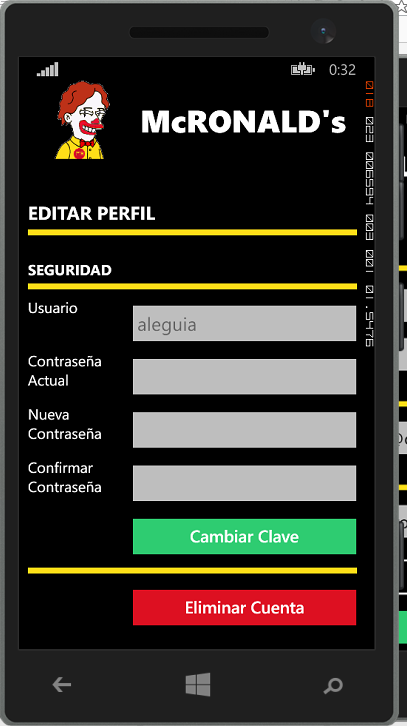 0:32
McRONALD's
EDITAR PERFIL
SEGURIDAD
Usuario
aleguia
Contraseña
Actual
Nueva
Contraseña
Confirmar
Contraseña
Cambiar Clave
Eliminar Cuenta